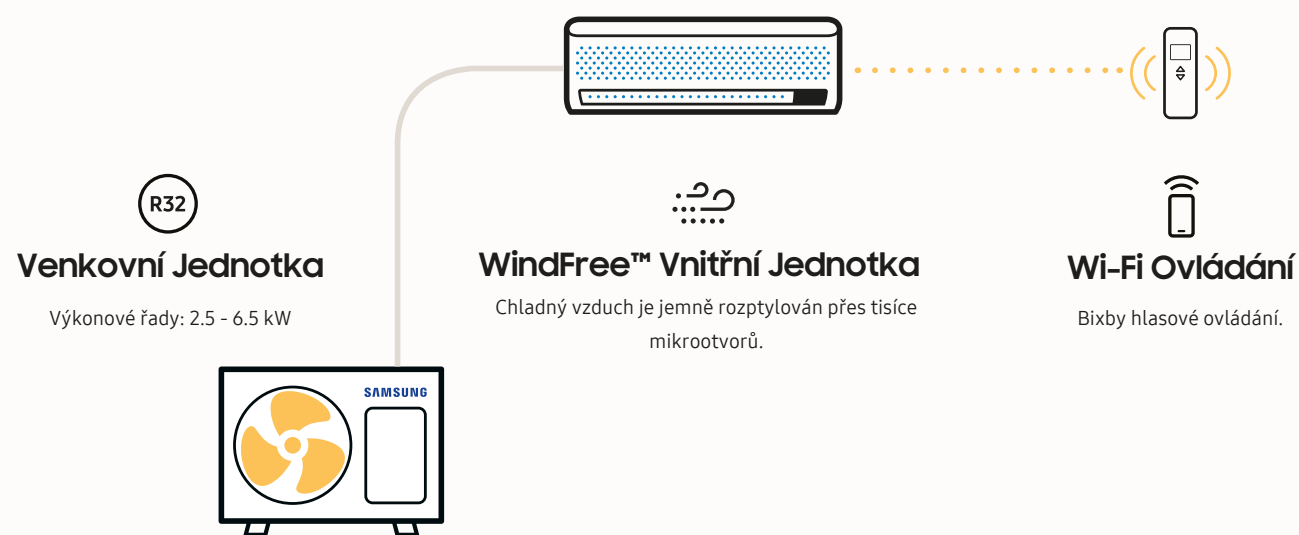 R32
Venkovní Jednotka
Výkonové řady: 2.5 - 6.5 kW
WindFree™ Vnitřní Jednotka
Chladný vzduch je jemně rozptylován přes tisíce
mikrootvorů.
Wi-Fi Ovládání
Bixby hlasové ovládání.
SAMSUNG